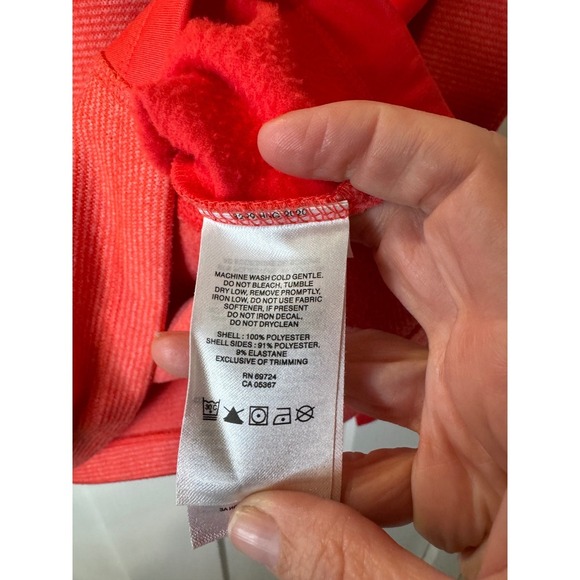 MACHINE WASH COLD GENTLE.
DO NOT BLEACH, TUMBLE
DRY LOW, REMOVE PROMPTLY,
IRON LOW, DO NOT USE FABRIC
SOFTENER, IF PRESENT
DO NOT IRON DECAL,
DO NOT DRYCLEAN
SHELL : 100% POLYESTER
SHELL SIDES : 91% POLYESTER,
9% ELASTANE
EXCLUSIVE OF TRIMMING
RN 69724
CA 05367